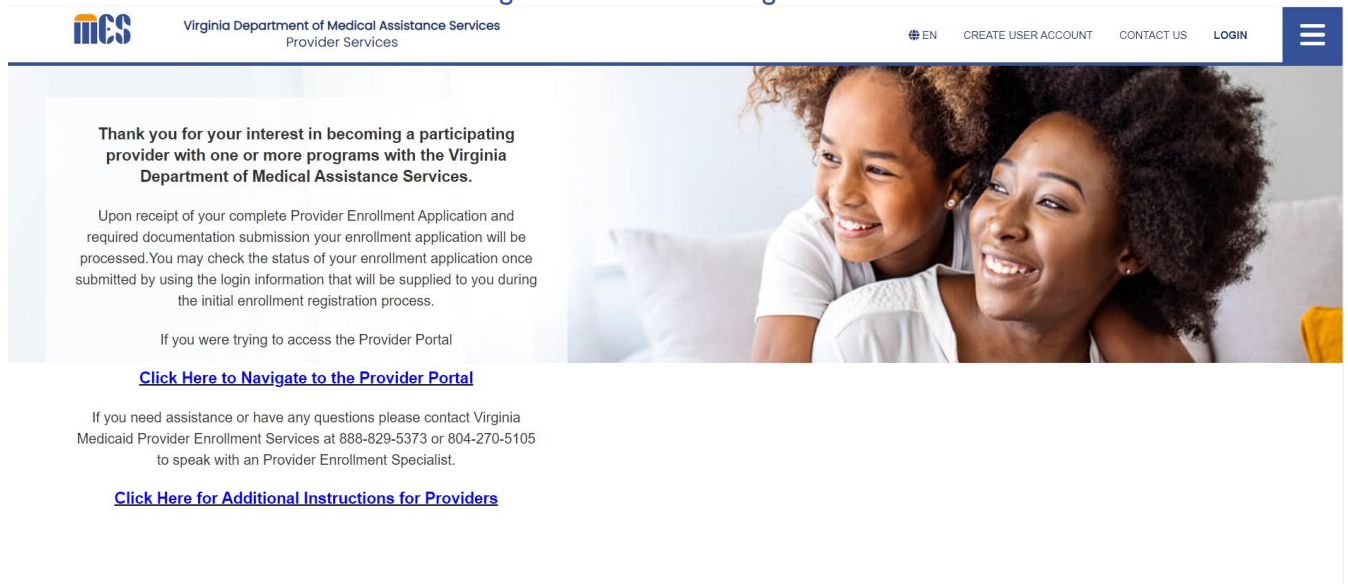 mes
Virginia Department of Medical Assistance Services
Provider Services
EN CREATE USER ACCOUNT CONTACT US LOGIN
Thank you for your interest in becoming a participating
provider with one or more programs with the Virginia
Department of Medical Assistance Services.
Upon receipt of your complete Provider Enrollment Application and
required documentation submission your enrollment application will be
processed.You may check the status of your enrollment application once
submitted by using the login information that will be supplied to you during
the initial enrollment registration process.
If you were trying to access the Provider Portal
Click Here to Navigate to the Provider Portal
If you need assistance or have any questions please contact Virginia
Medicaid Provider Enrollment Services at 888-829-5373 or 804-270-5105
to speak with an Provider Enrollment Specialist.
Click Here for Additional Instructions for Providers